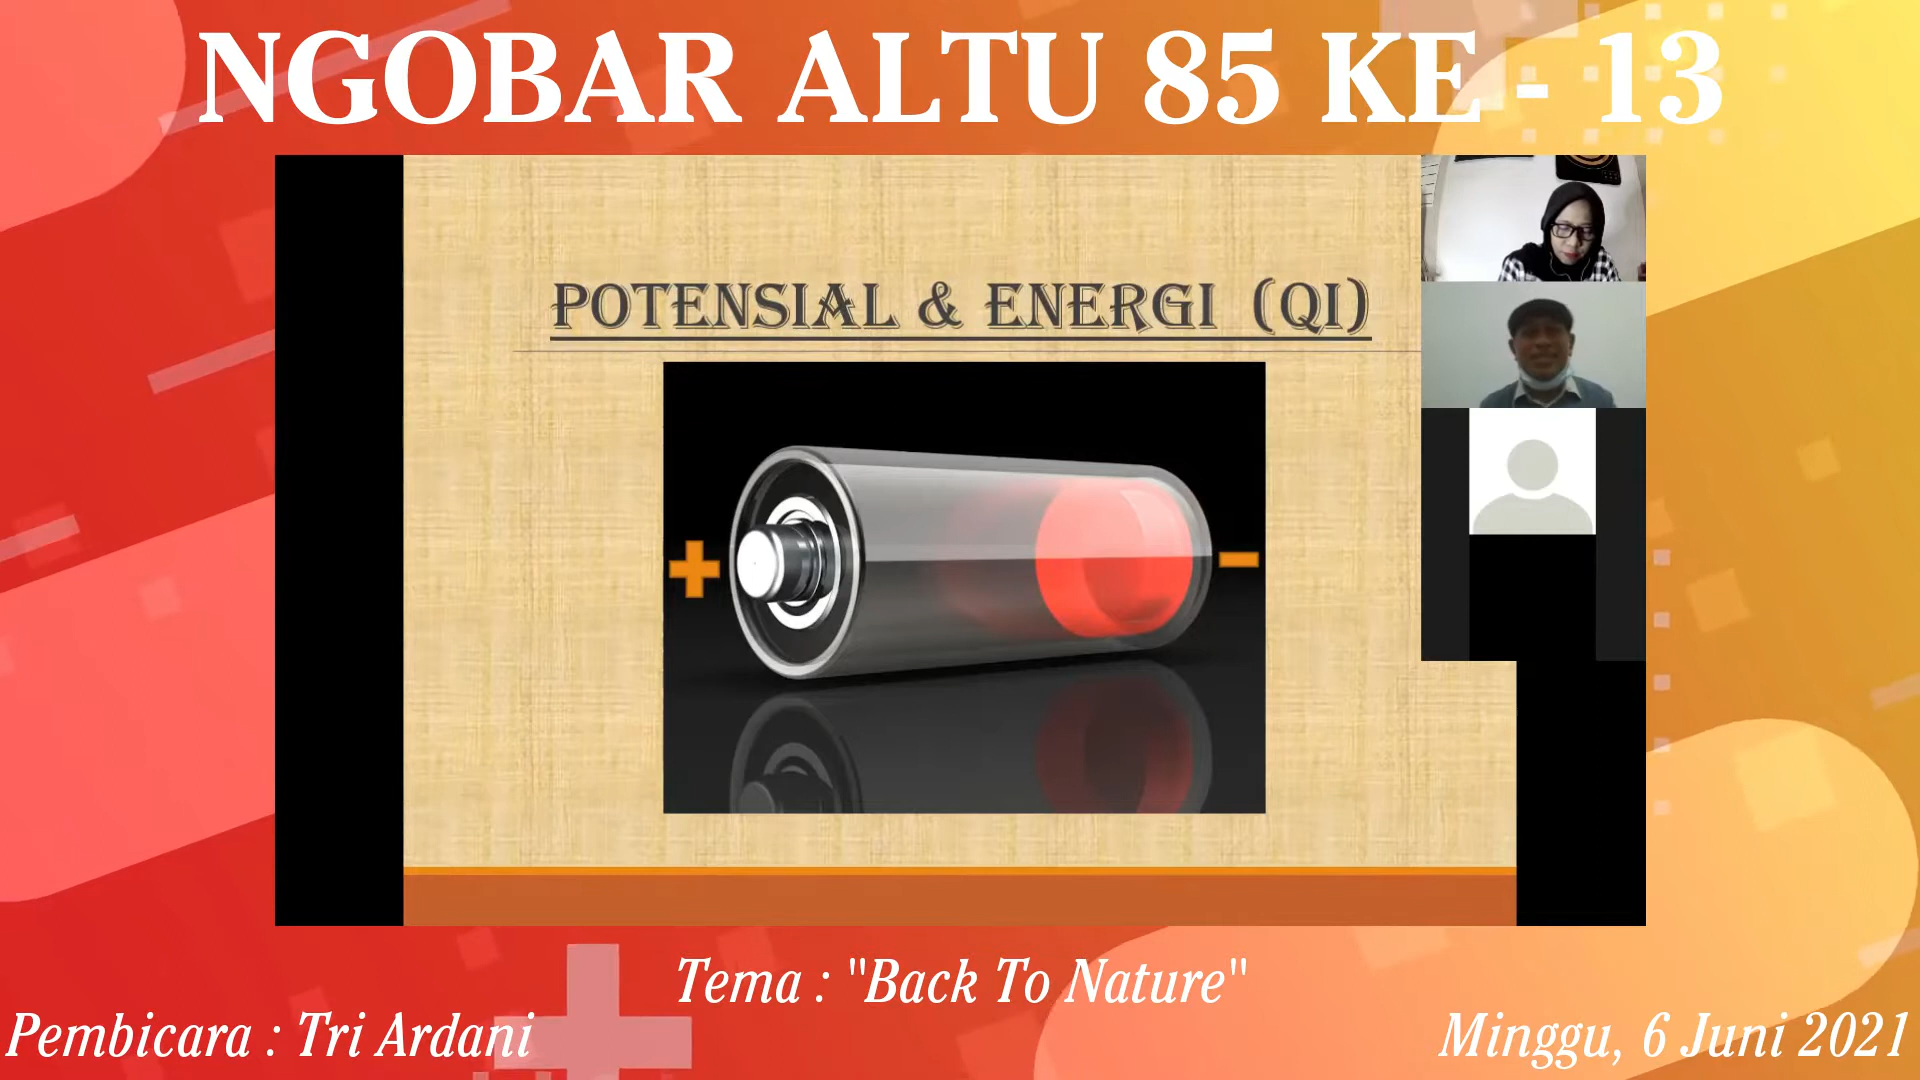 NGOBAR ALTU 85 KE - 13
POTENSIAL & ENERGI (QI)
+
-
Tema : "Back To Nature"
Pembicara : Tri Ardani
Minggu, 6 Juni 2021